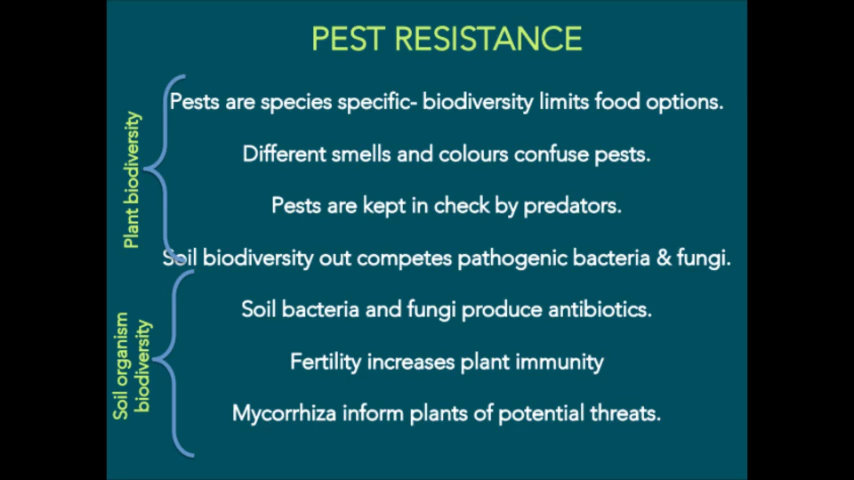 PEST RESISTANCE
Plant biodiversity
Pests are species specific- biodiversity limits food options.
Different smells and colours confuse pests.
Pests are kept in check by predators.
Soil biodiversity out competes pathogenic bacteria & fungi.
Soil organism
biodiversity
Soil bacteria and fungi produce antibiotics.
Fertility increases plant immunity
Mycorrhiza inform plants of potential threats.